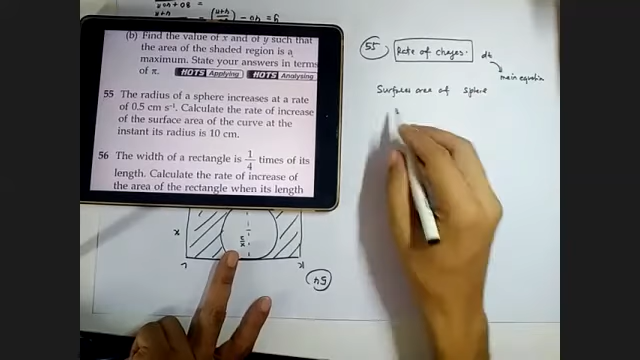 (b) Find the value of x and of y such that
the area of the shaded region is a
maximum. State your answers in terms
of π. HOTS Applying HOTS Analysing
55 The radius of a sphere increases at a rate
of 0.5 cm s⁻¹. Calculate the rate of increase
of the surface area of the curve at the
instant its radius is 10 cm.
56 The width of a rectangle is 1/4 times of its
length. Calculate the rate of increase of
the area of the rectangle when its length
55 Rate of chages.
main equation
Surfaces area of sphere
x
54